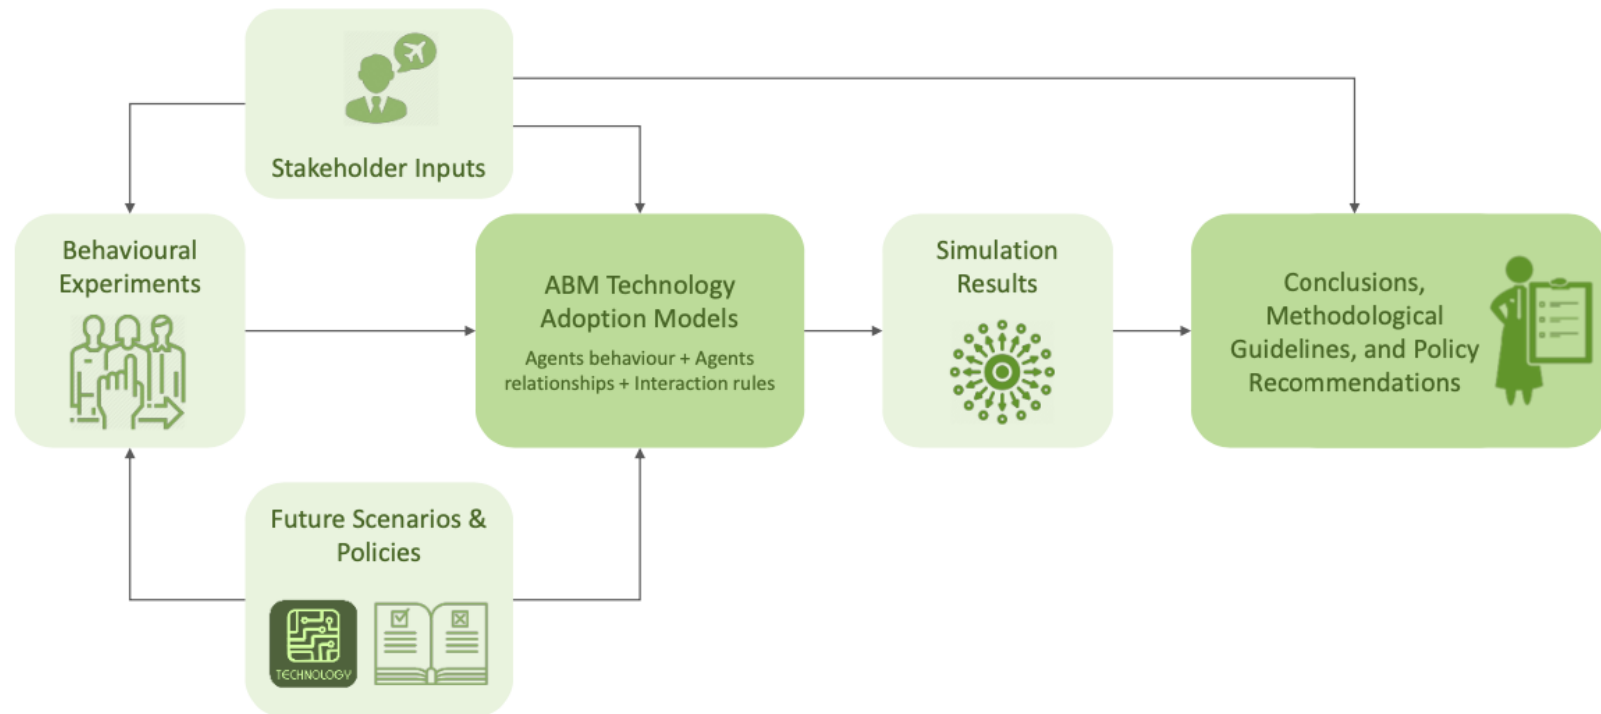 Stakeholder Inputs
Behavioural
Experiments
ABM Technology
Adoption Models
Agents behaviour + Agents
relationships + Interaction rules
Simulation
Results
Conclusions,
Methodological
Guidelines, and Policy
Recommendations
Future Scenarios &
Policies
TECHNOLOGY